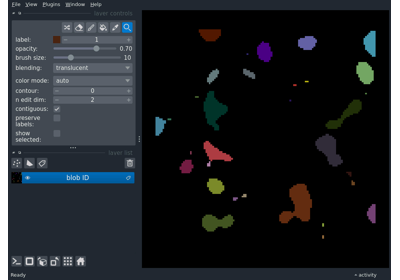 File View Plugins Window Help
layer controls
label: 1
opacity: 0.70
brush size: 10
blending: translucent
color mode: auto
contour: 0
n edit dim: 2
contiguous:
preserve
labels:
show
selected:
layer list
blob ID
Ready
activity